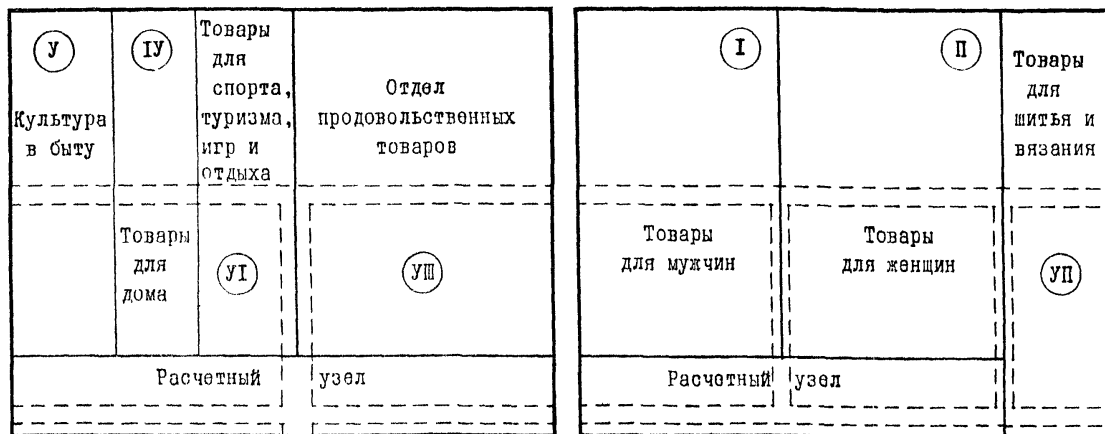 У
Культура
в быту
IУ
Товары
для
дома
Товары
для
спорта,
туризма,
игр и
отдыха
УI
Отдел
продовольственных
товаров
УШ
Расчетный узел
I
Товары
для мужчин
П
Товары
для женщин
Товары
для
шитья и
вязания
УП
Расчетный узел